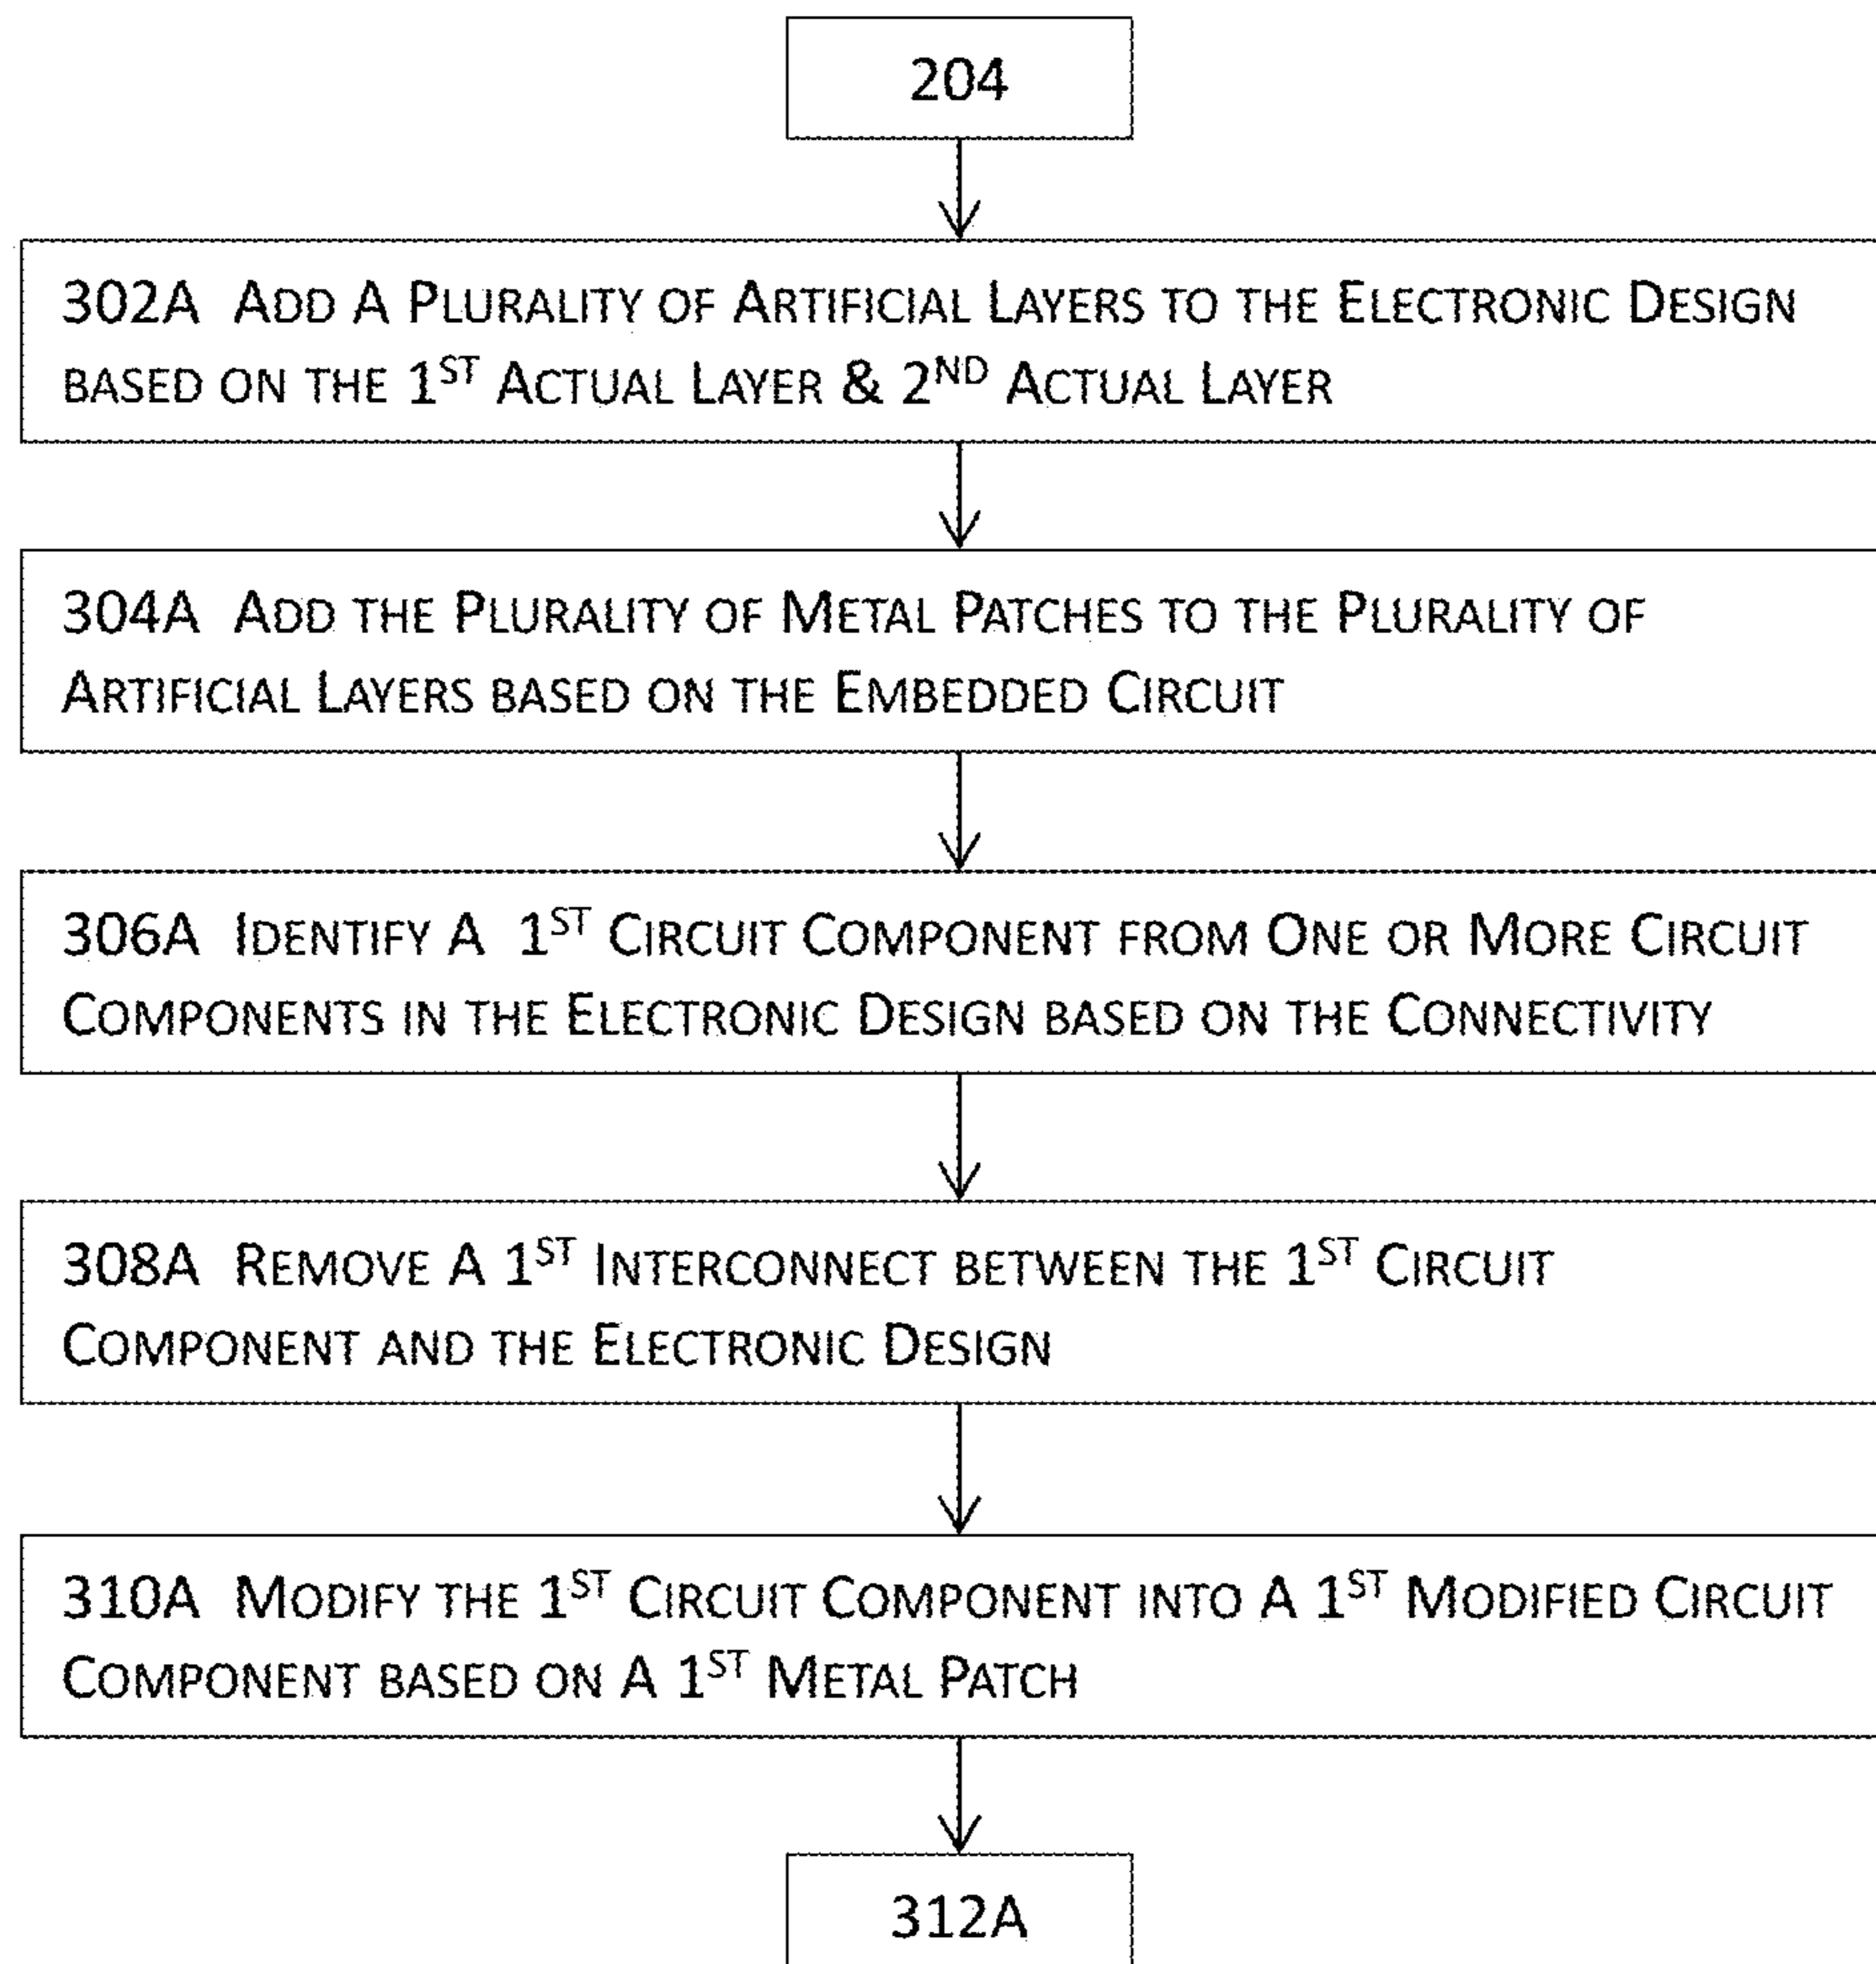 204
302A Add A Plurality of Artificial Layers to the Electronic Design
based on the 1st Actual Layer & 2nd Actual Layer
304A Add the Plurality of Metal Patches to the Plurality of
Artificial Layers based on the Embedded Circuit
306A Identify A 1st Circuit Component from One or More Circuit
Components in the Electronic Design based on the Connectivity
308A Remove A 1st Interconnect between the 1st Circuit
Component and the Electronic Design
310A Modify the 1st Circuit Component into A 1st Modified Circuit
Component based on A 1st Metal Patch
312A